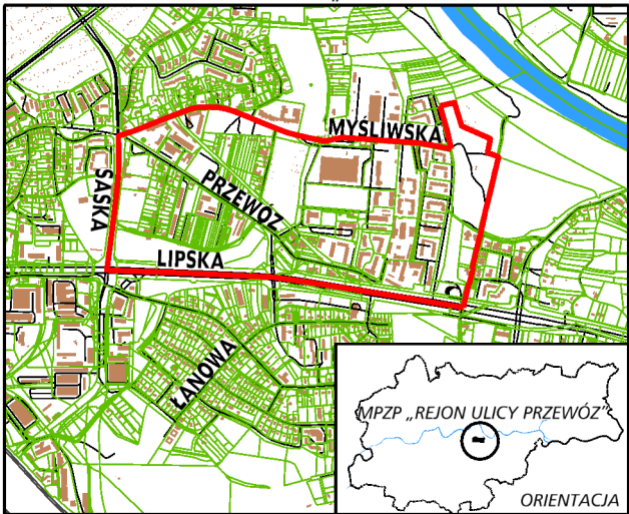 MYŚLIWSKA
SASKA
PRZEWÓZ
LIPSKA
ŁANOWA
MPZP „REJON ULICY PRZEWÓZ”
ORIENTACJA